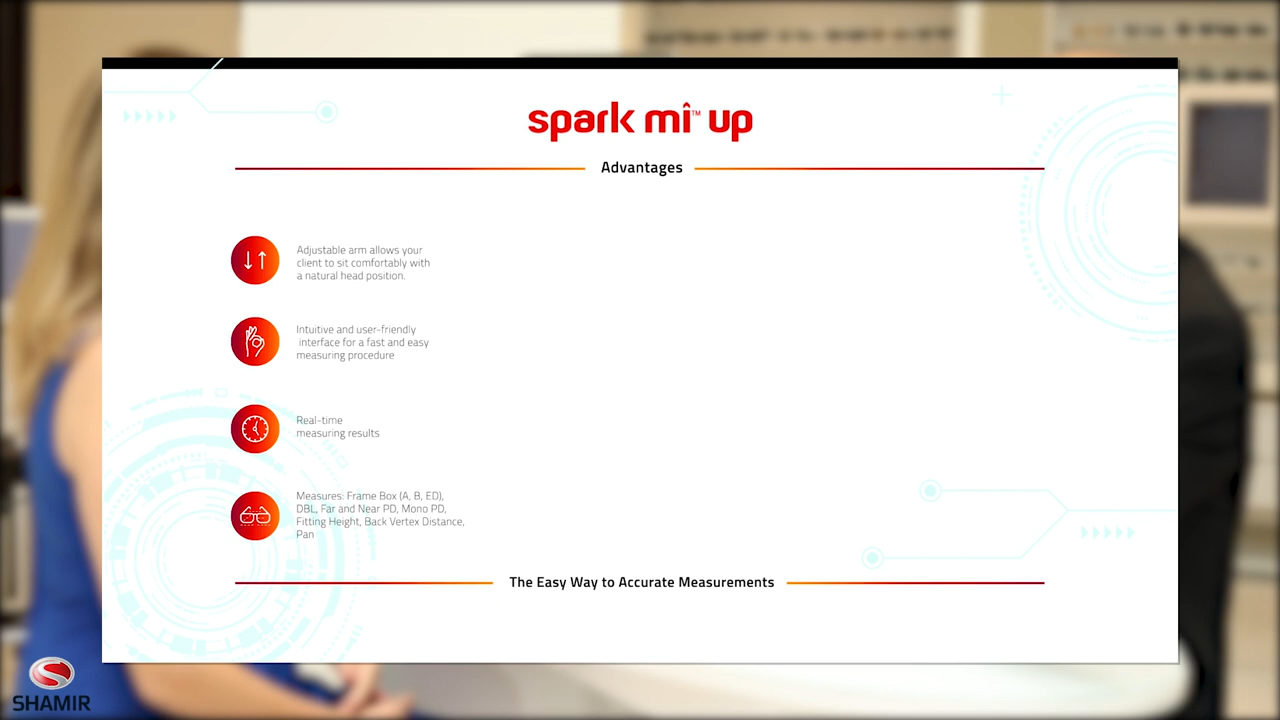 spark mî™ up
Advantages
Adjustable arm allows your
client to sit comfortably with
a natural head position.
Intuitive and user-friendly
interface for a fast and easy
measuring procedure
Real-time
measuring results
Measures: Frame Box (A, B, ED),
DBL, Far and Near PD, Mono PD,
Fitting Height, Back Vertex Distance,
Pan
The Easy Way to Accurate Measurements
SHAMIR